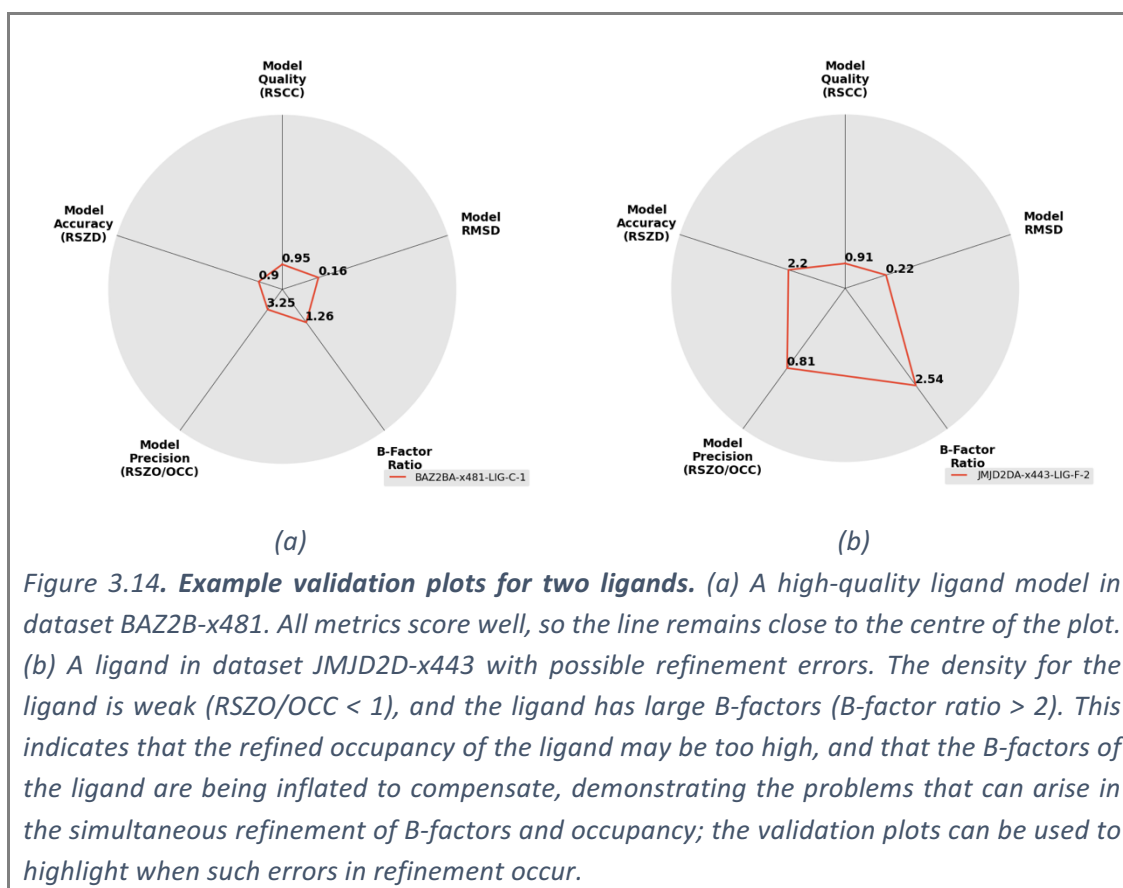 Model
Quality
(RSCC)
Model
Accuracy
(RSZD)
Model
RMSD
0.95
0.16
0.9
3.25
1.26
Model
Precision
(RSZO/OCC)
B-Factor
Ratio
BAZ2BA-x481-LIG-C-1
(a)
Model
Quality
(RSCC)
Model
Accuracy
(RSZD)
Model
RMSD
0.91
0.22
2.2
0.81
2.54
Model
Precision
(RSZO/OCC)
B-Factor
Ratio
JMJD2DA-x443-LIG-F-2
(b)
Figure 3.14. Example validation plots for two ligands. (a) A high-quality ligand model in
dataset BAZ2B-x481. All metrics score well, so the line remains close to the centre of the plot.
(b) A ligand in dataset JMJD2D-x443 with possible refinement errors. The density for the
ligand is weak (RSZO/OCC < 1), and the ligand has large B-factors (B-factor ratio > 2). This
indicates that the refined occupancy of the ligand may be too high, and that the B-factors of
the ligand are being inflated to compensate, demonstrating the problems that can arise in
the simultaneous refinement of B-factors and occupancy; the validation plots can be used to
highlight when such errors in refinement occur.